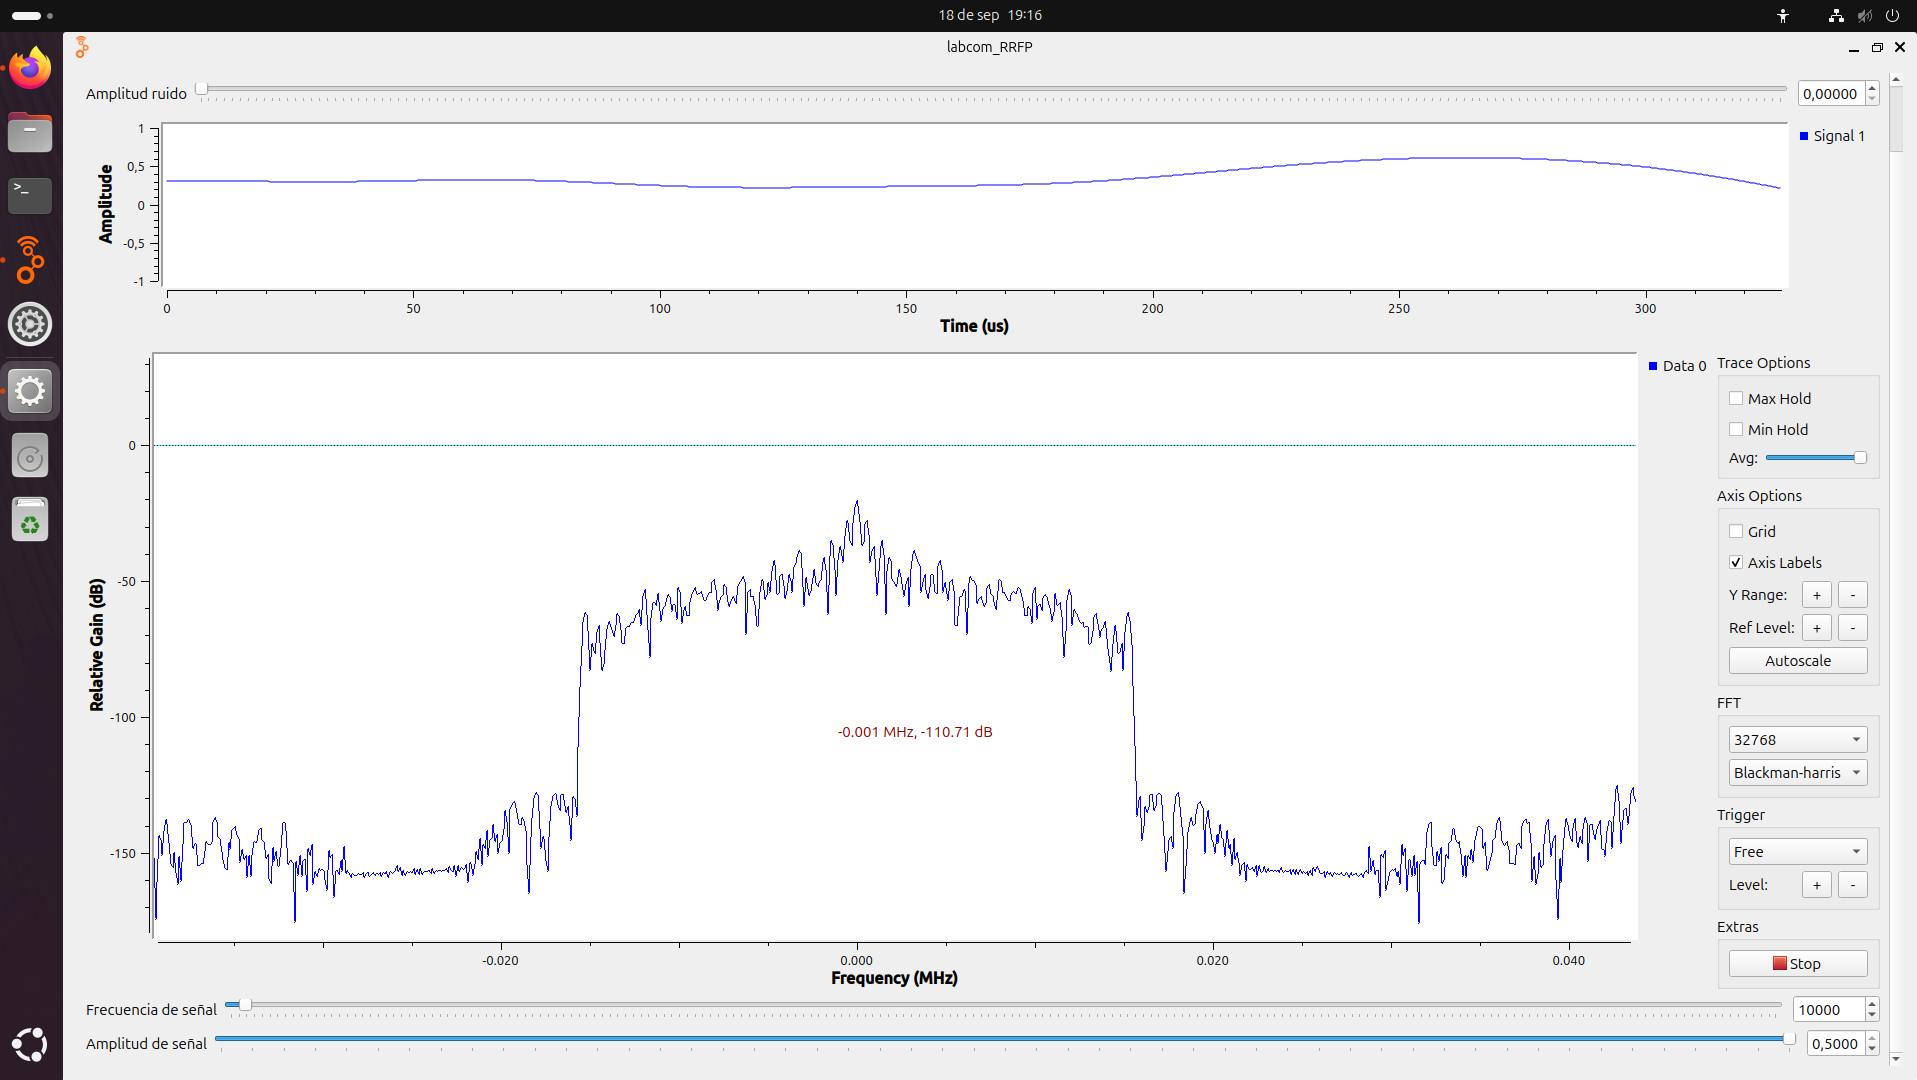 18 de sep 19:16
labcom_RRFP
Amplitud ruido
0,00000
1
0,5
0
-0,5
-1
Amplitude
Signal 1
0 50 100 150 200 250 300
Time (us)
0
-50
-100
-150
Relative Gain (dB)
-0.001 MHz, -110.71 dB
Data 0
-0.020 0.000 0.020 0.040
Frequency (MHz)
Trace Options
Max Hold
Min Hold
Avg:
Axis Options
Grid
Axis Labels
Y Range: + -
Ref Level: + -
Autoscale
FFT
32768
Blackman-harris
Trigger
Free
Level: + -
Extras
Stop
Frecuencia de señal
10000
Amplitud de señal
0,5000